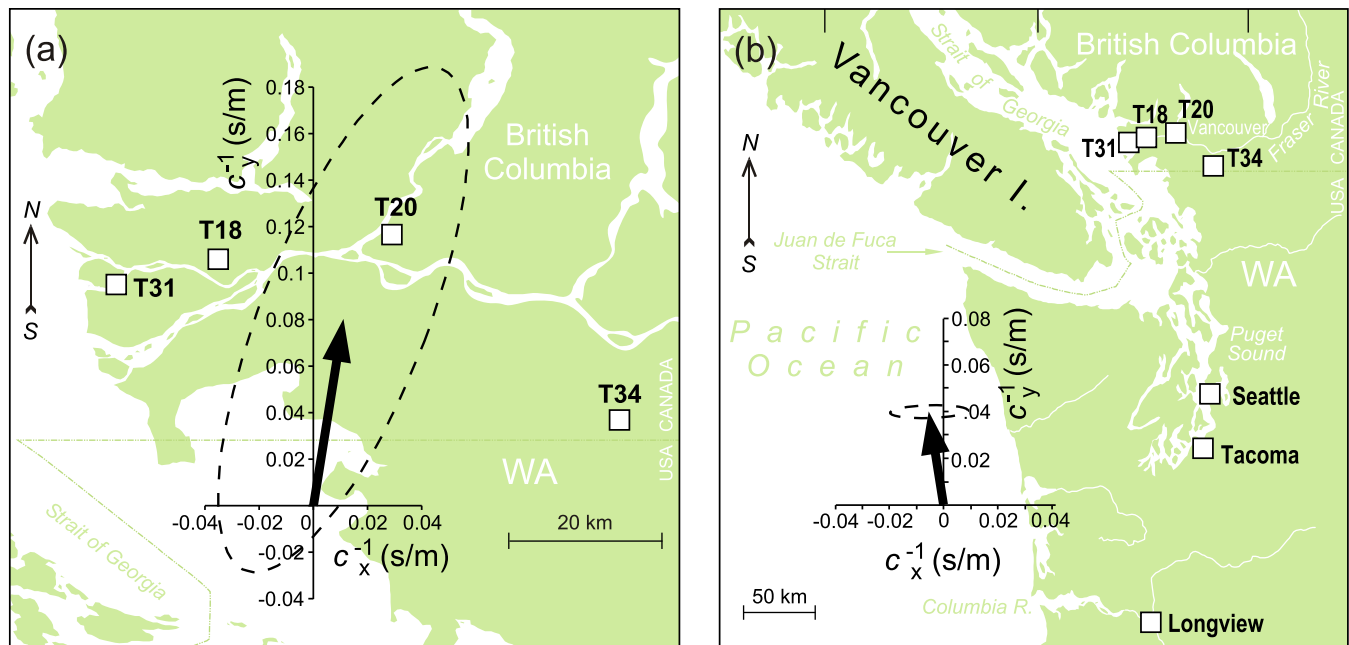 (a)
0.18
0.16
0.14
0.12
0.1
0.08
0.06
0.04
0.02
-0.02
-0.04
c_y^-1 (s/m)
-0.04 -0.02 0 0.02 0.04
c_x^-1 (s/m)
British
Columbia
N
S
T18
T20
T31
T34
CANADA
USA
WA
20 km
Strait of Georgia
(b)
British Columbia
Strait of Georgia
Vancouver I.
T18
T20
T31
T34
Vancouver
Fraser River
CANADA
USA
N
S
Juan de Fuca
Strait
WA
Pacific
Ocean
Puget
Sound
0.08
0.06
0.04
0.02
c_y^-1 (s/m)
-0.04 -0.02 0 0.02 0.04
c_x^-1 (s/m)
Seattle
Tacoma
50 km
Columbia R.
Longview